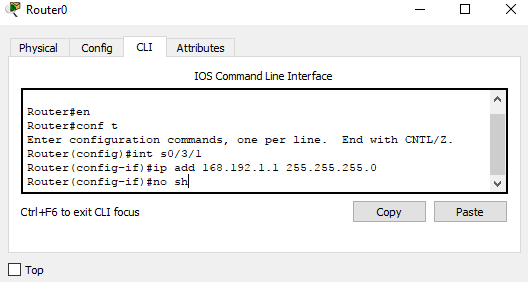 Router0
Physical Config CLI Attributes
IOS Command Line Interface
Router#en
Router#conf t
Enter configuration commands, one per line.  End with CNTL/Z.
Router(config)#int s0/3/1
Router(config-if)#ip add 168.192.1.1 255.255.255.0
Router(config-if)#no sh
Ctrl+F6 to exit CLI focus
Copy Paste
Top